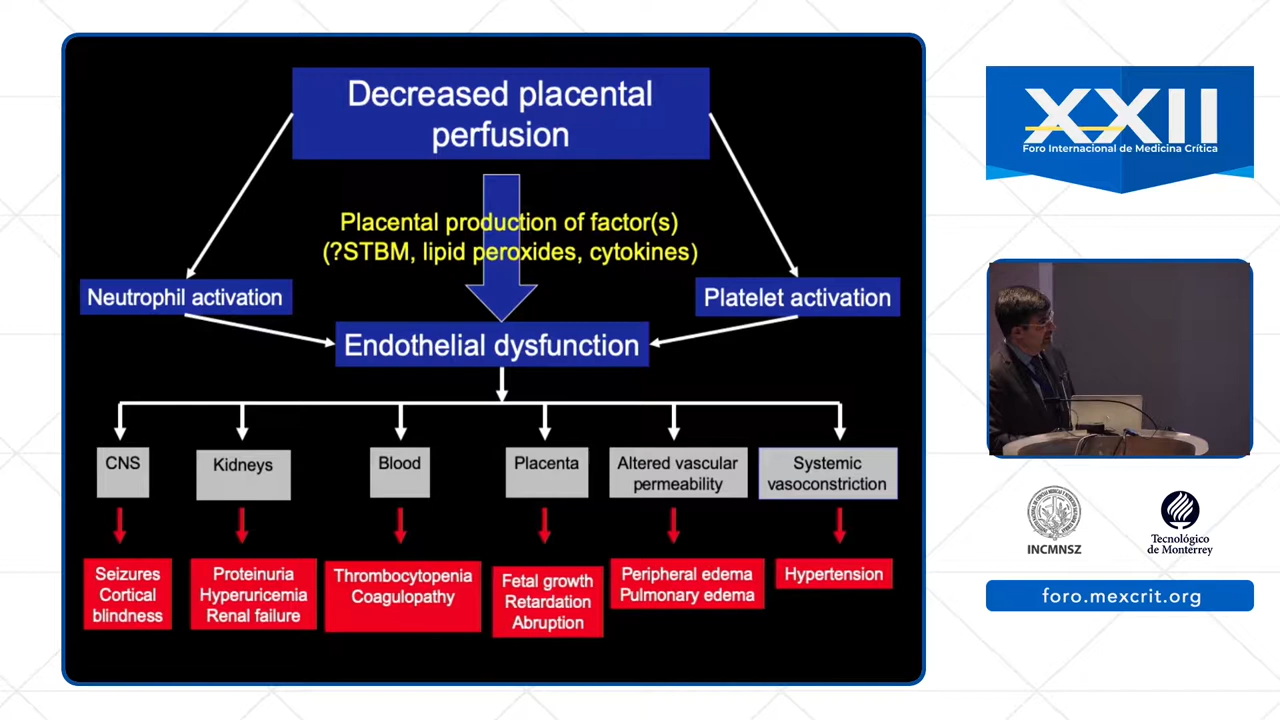 Decreased placental
perfusion
Placental production of factor(s)
(?STBM, lipid peroxides, cytokines)
Neutrophil activation
Platelet activation
Endothelial dysfunction
CNS
Kidneys
Blood
Placenta
Altered vascular
permeability
Systemic
vasoconstriction
Seizures
Cortical
blindness
Proteinuria
Hyperuricemia
Renal failure
Thrombocytopenia
Coagulopathy
Fetal growth
Retardation
Abruption
Peripheral edema
Pulmonary edema
Hypertension
XXII
Foro Internacional de Medicina Crítica
INCMNSZ
Tecnológico
de Monterrey
foro.mexcrit.org